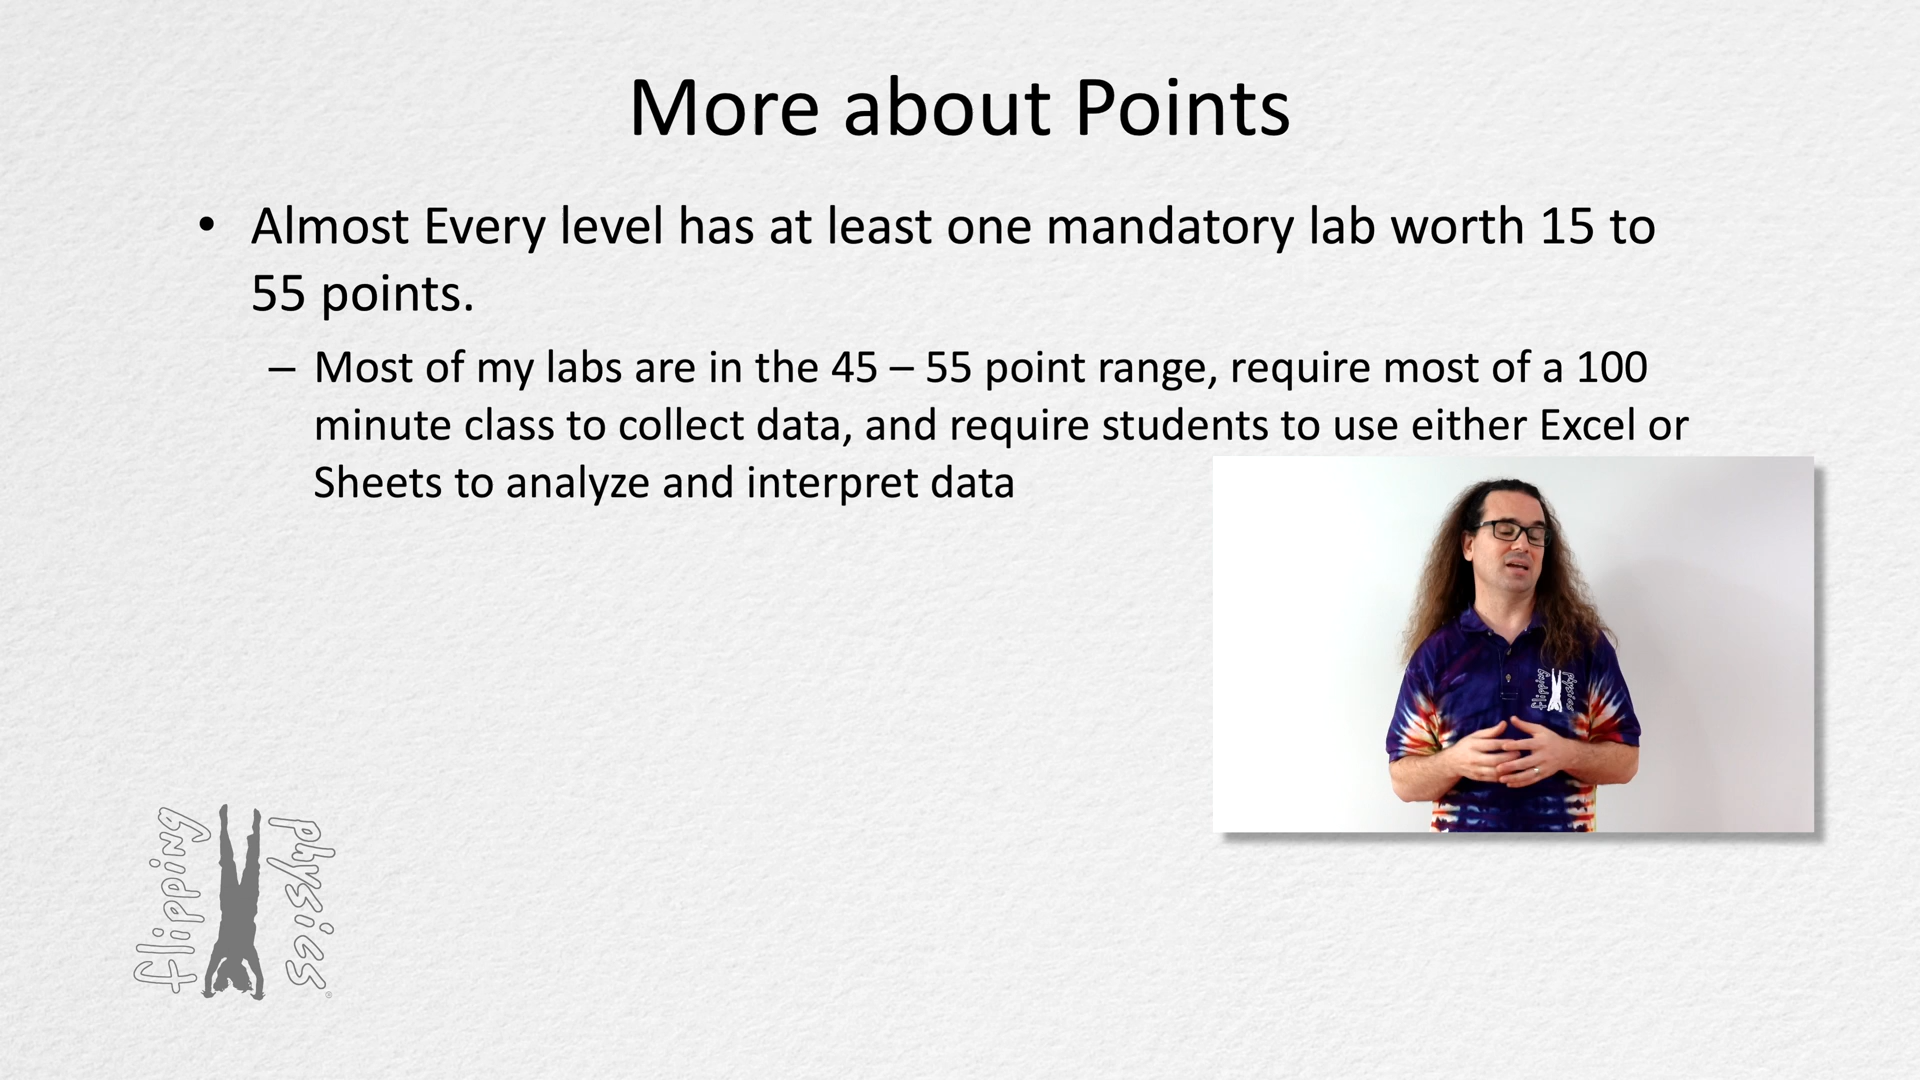 More about Points
• Almost Every level has at least one mandatory lab worth 15 to
55 points.
– Most of my labs are in the 45 – 55 point range, require most of a 100
minute class to collect data, and require students to use either Excel or
Sheets to analyze and interpret data
flipping
physics
flipping
physics
®